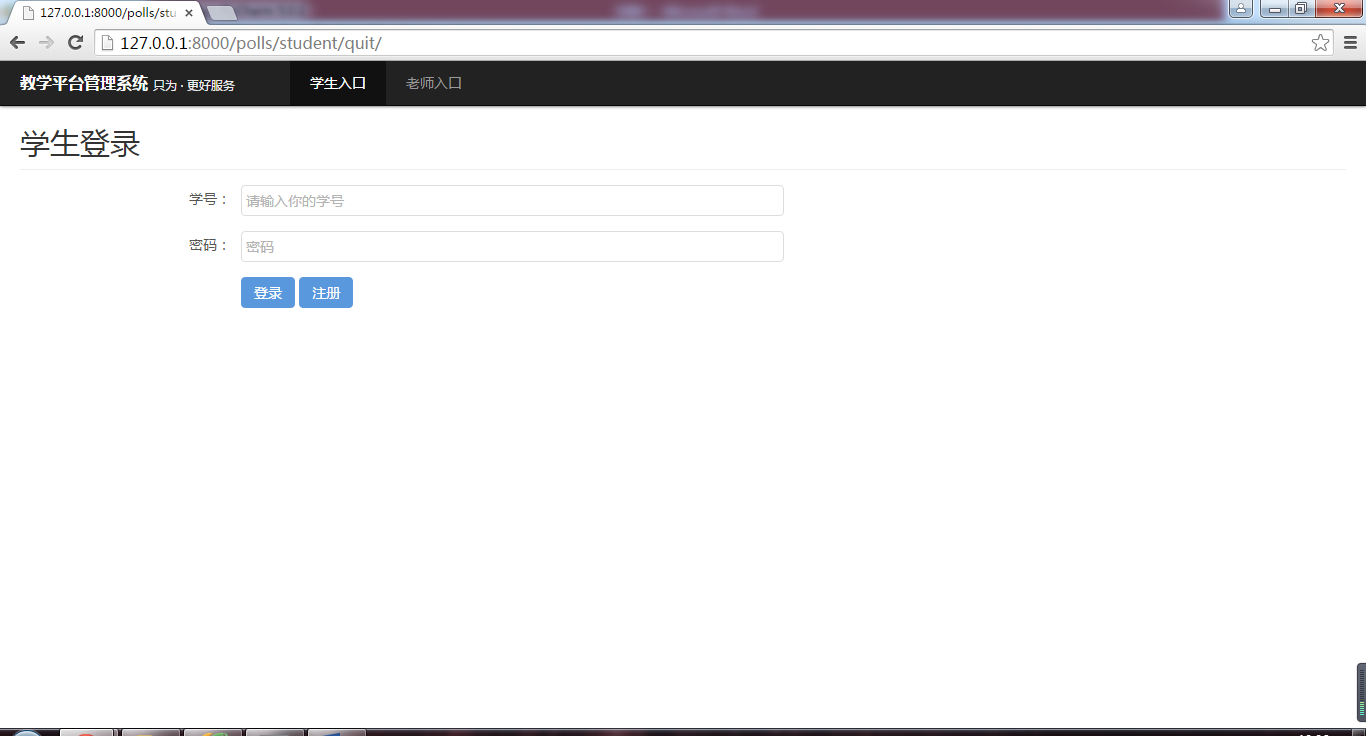 127.0.0.1:8000/polls/stu
127.0.0.1:8000/polls/student/quit/
教学平台管理系统 只为 · 更好服务 学生入口 老师入口
学生登录
学号： 请输入你的学号
密码： 密码
登录 注册